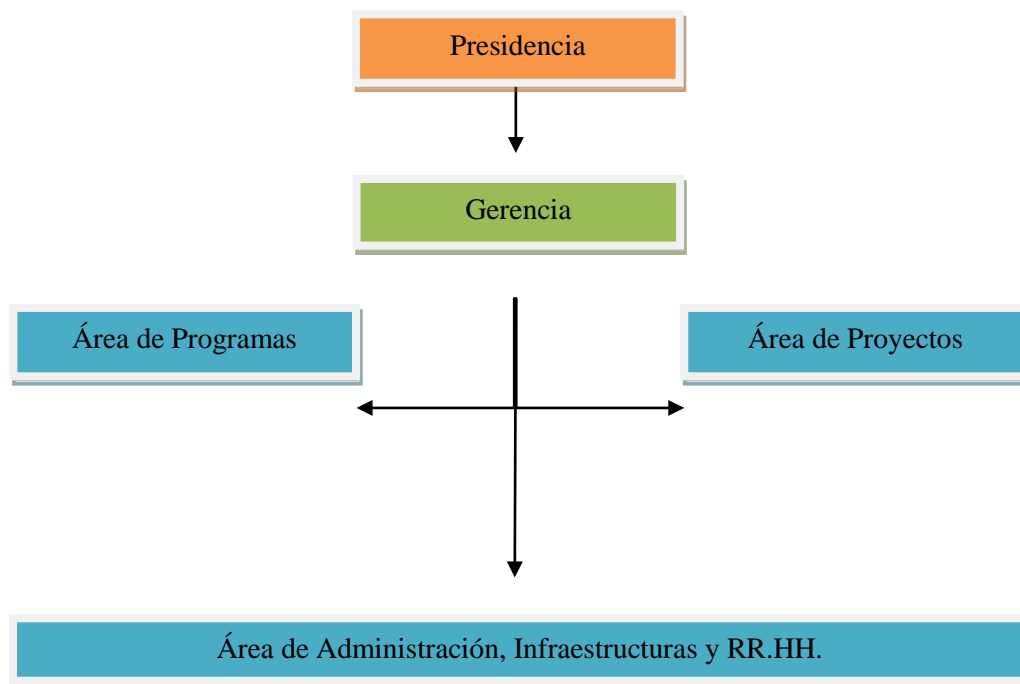 Presidencia
Gerencia
Área de Programas
Área de Proyectos
Área de Administración, Infraestructuras y RR.HH.